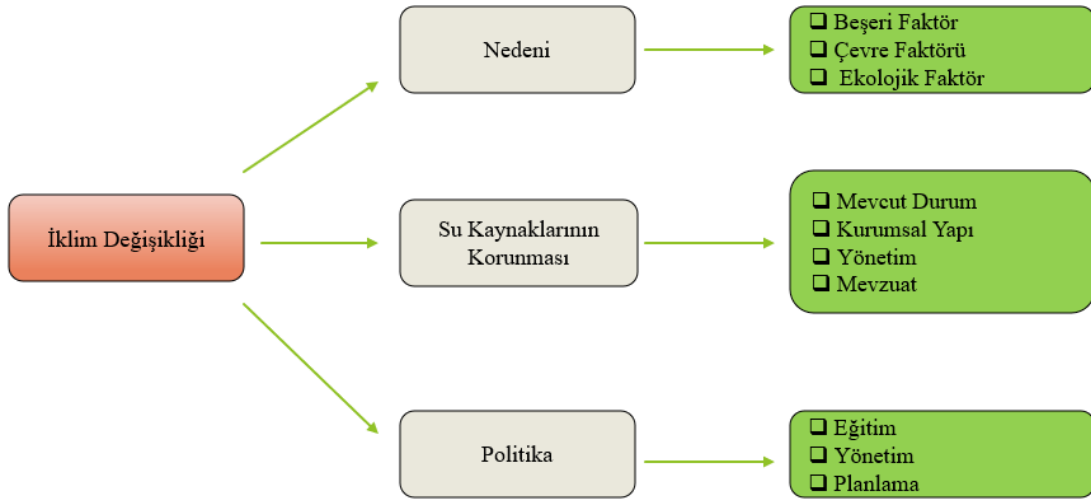 İklim Değişikliği
Nedeni
❑ Beşeri Faktör
❑ Çevre Faktörü
❑ Ekolojik Faktör
Su Kaynaklarının
Korunması
❑ Mevcut Durum
❑ Kurumsal Yapı
❑ Yönetim
❑ Mevzuat
Politika
❑ Eğitim
❑ Yönetim
❑ Planlama